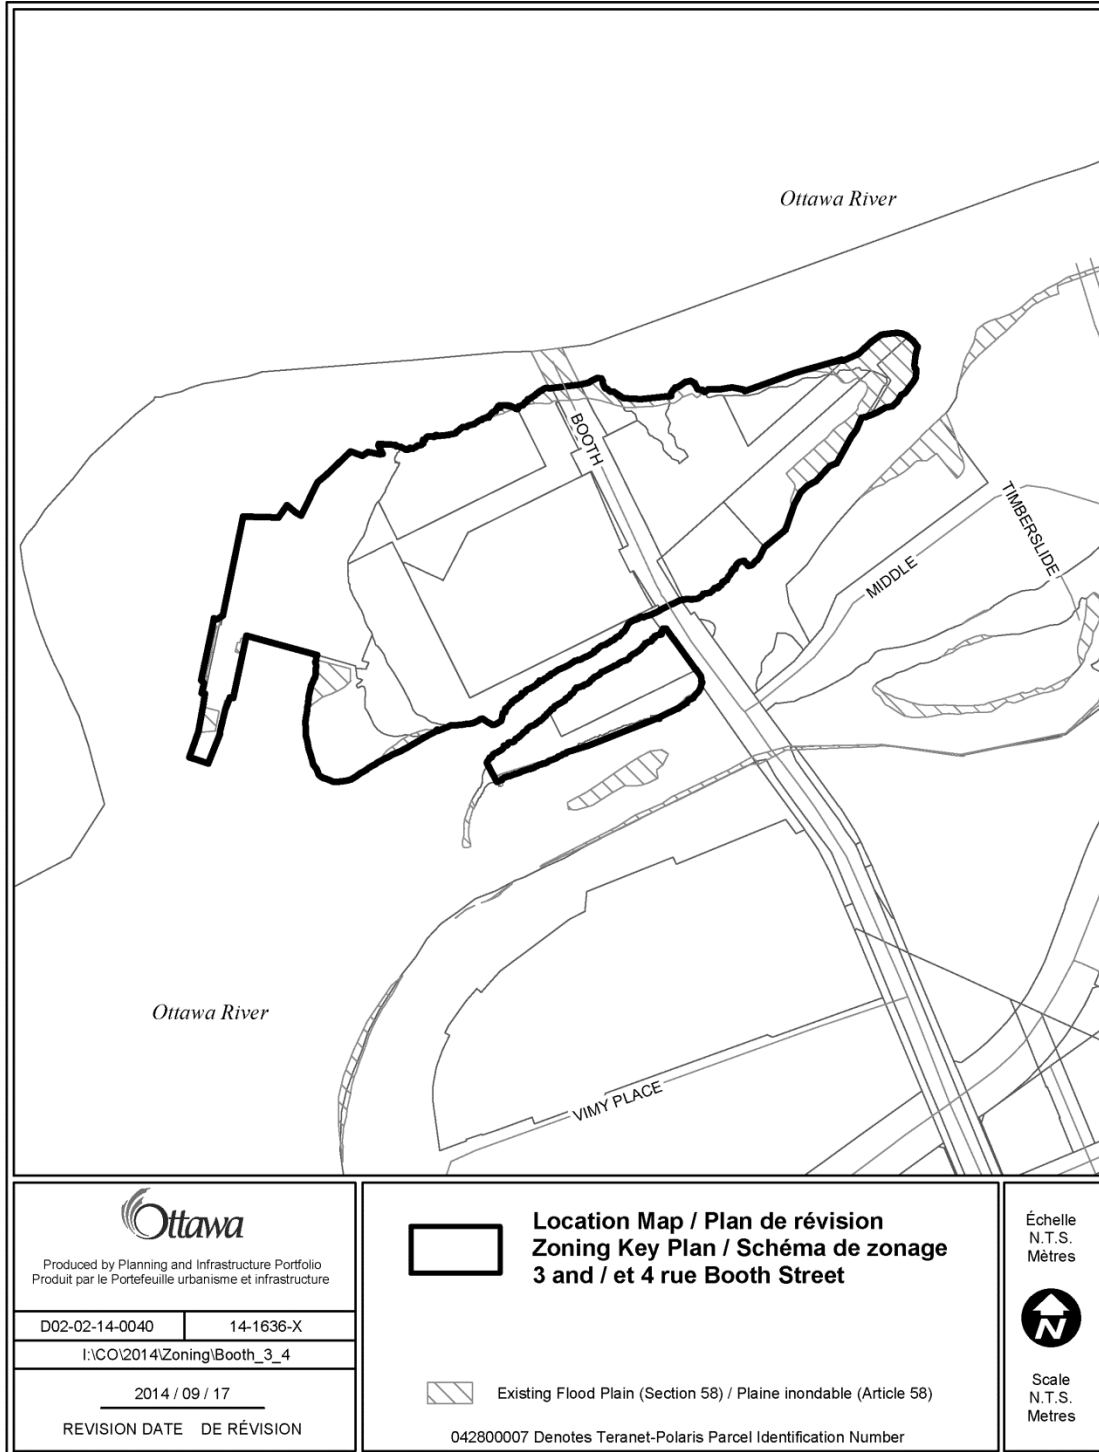 Ottawa River
BOOTH
TIMBERSLIDE
MIDDLE
Ottawa River
VIMY PLACE
Ottawa
Produced by Planning and Infrastructure Portfolio
Produit par le Portefeuille urbanisme et infrastructure
D02-02-14-0040
14-1636-X
I:\CO\2014\Zoning\Booth_3_4
2014 / 09 / 17
REVISION DATE DE RÉVISION
Location Map / Plan de révision
Zoning Key Plan / Schéma de zonage
3 and / et 4 rue Booth Street
Existing Flood Plain (Section 58) / Plaine inondable (Article 58)
042800007 Denotes Teranet-Polaris Parcel Identification Number
Échelle
N.T.S.
Mètres
N
Scale
N.T.S.
Metres